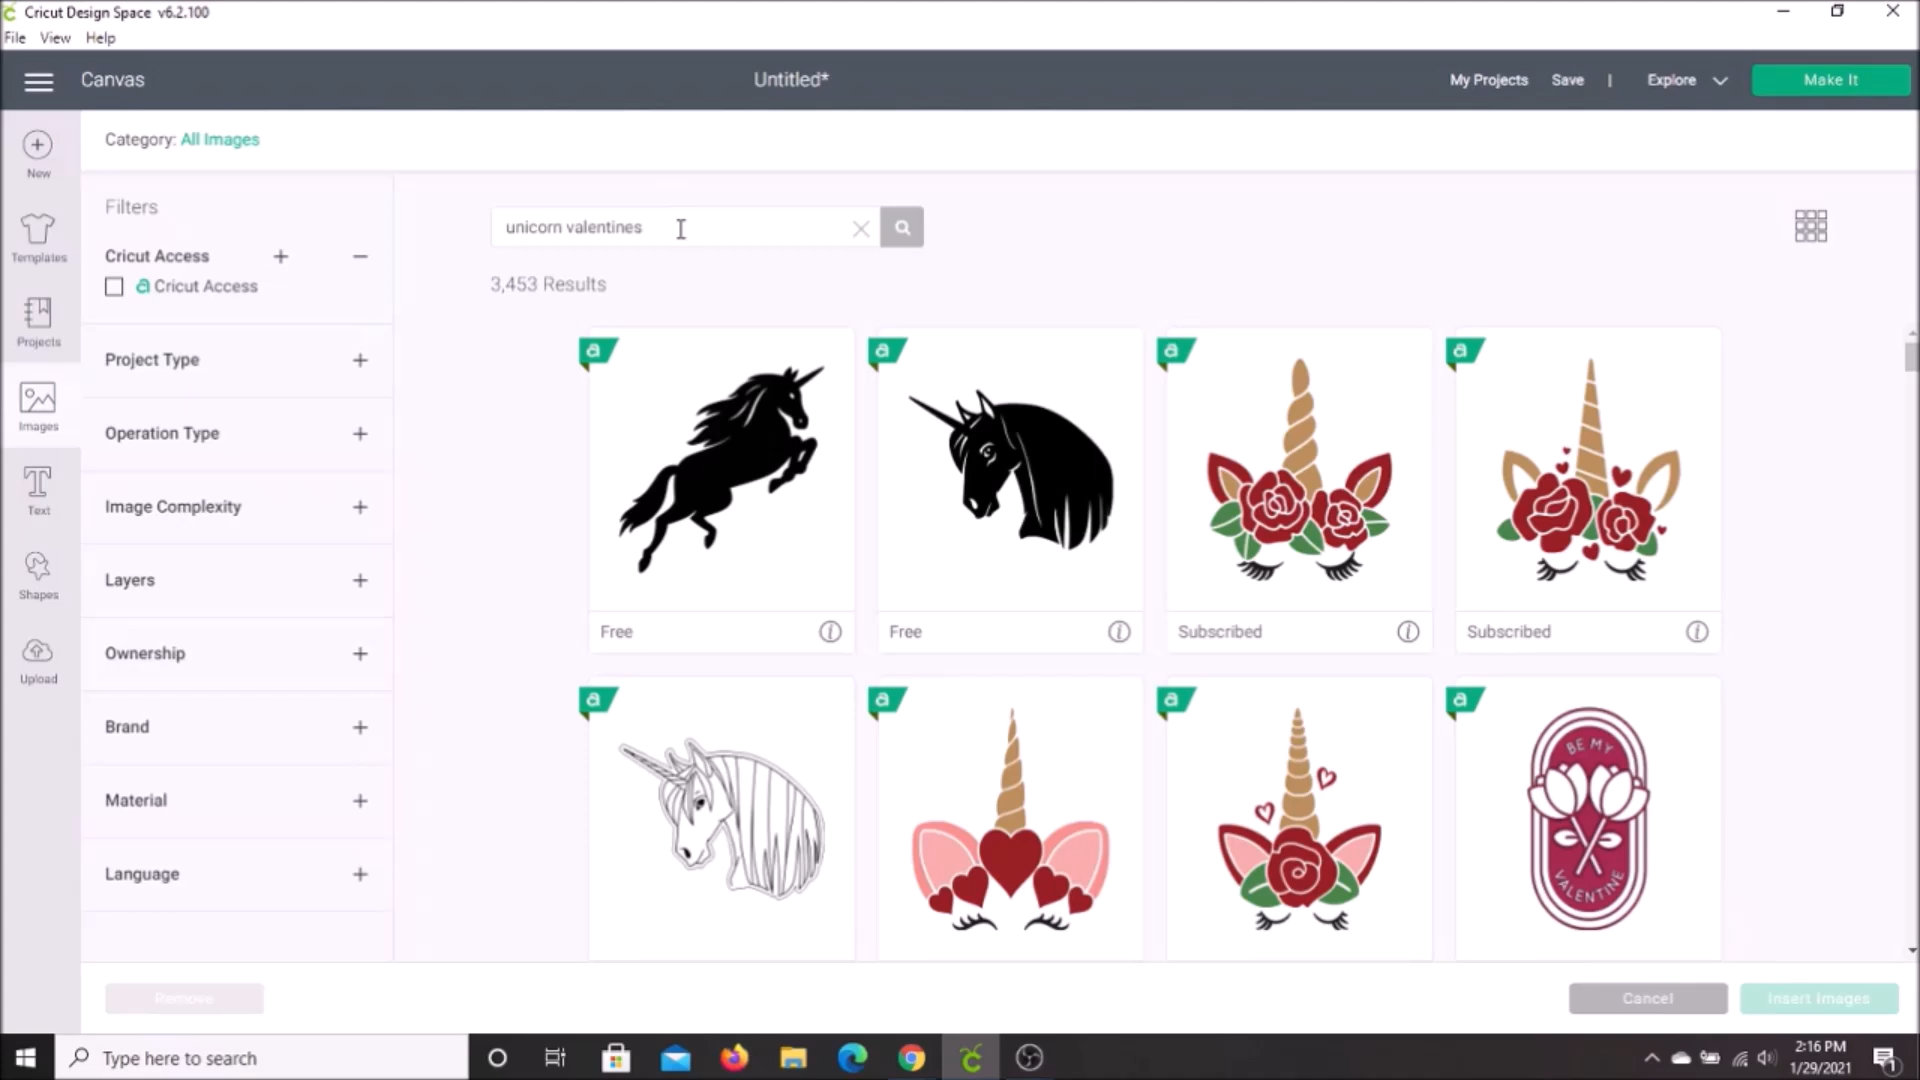 Cricut Design Space v6.2.100
File View Help
Canvas
Untitled*
My Projects Save | Explore
Make It
New
Templates
Projects
Images
Text
Shapes
Upload
Category: All Images
Filters
Cricut Access
a Cricut Access
Project Type
Operation Type
Image Complexity
Layers
Ownership
Brand
Material
Language
unicorn valentines
3,453 Results
a
a
a
a
Free
Free
Subscribed
Subscribed
a
a
a
a
BE MY
VALENTINE
Remove
Cancel
Insert Images
Type here to search
2:16 PM
1/29/2021
1